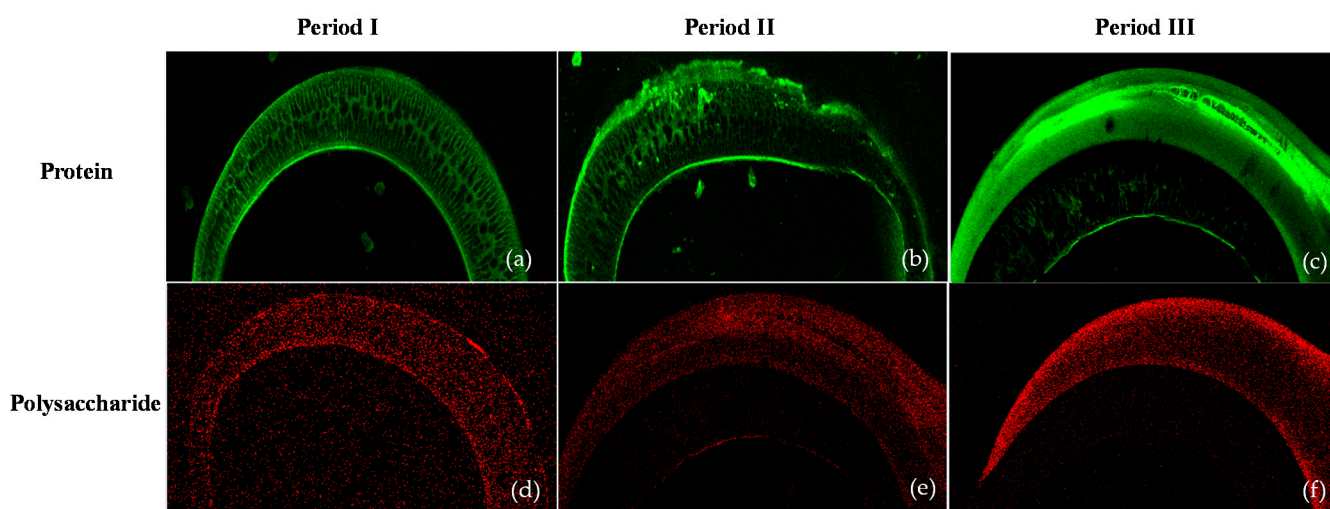 Period I
Period II
Period III
Protein
(a)
(b)
(c)
Polysaccharide
(d)
(e)
(f)